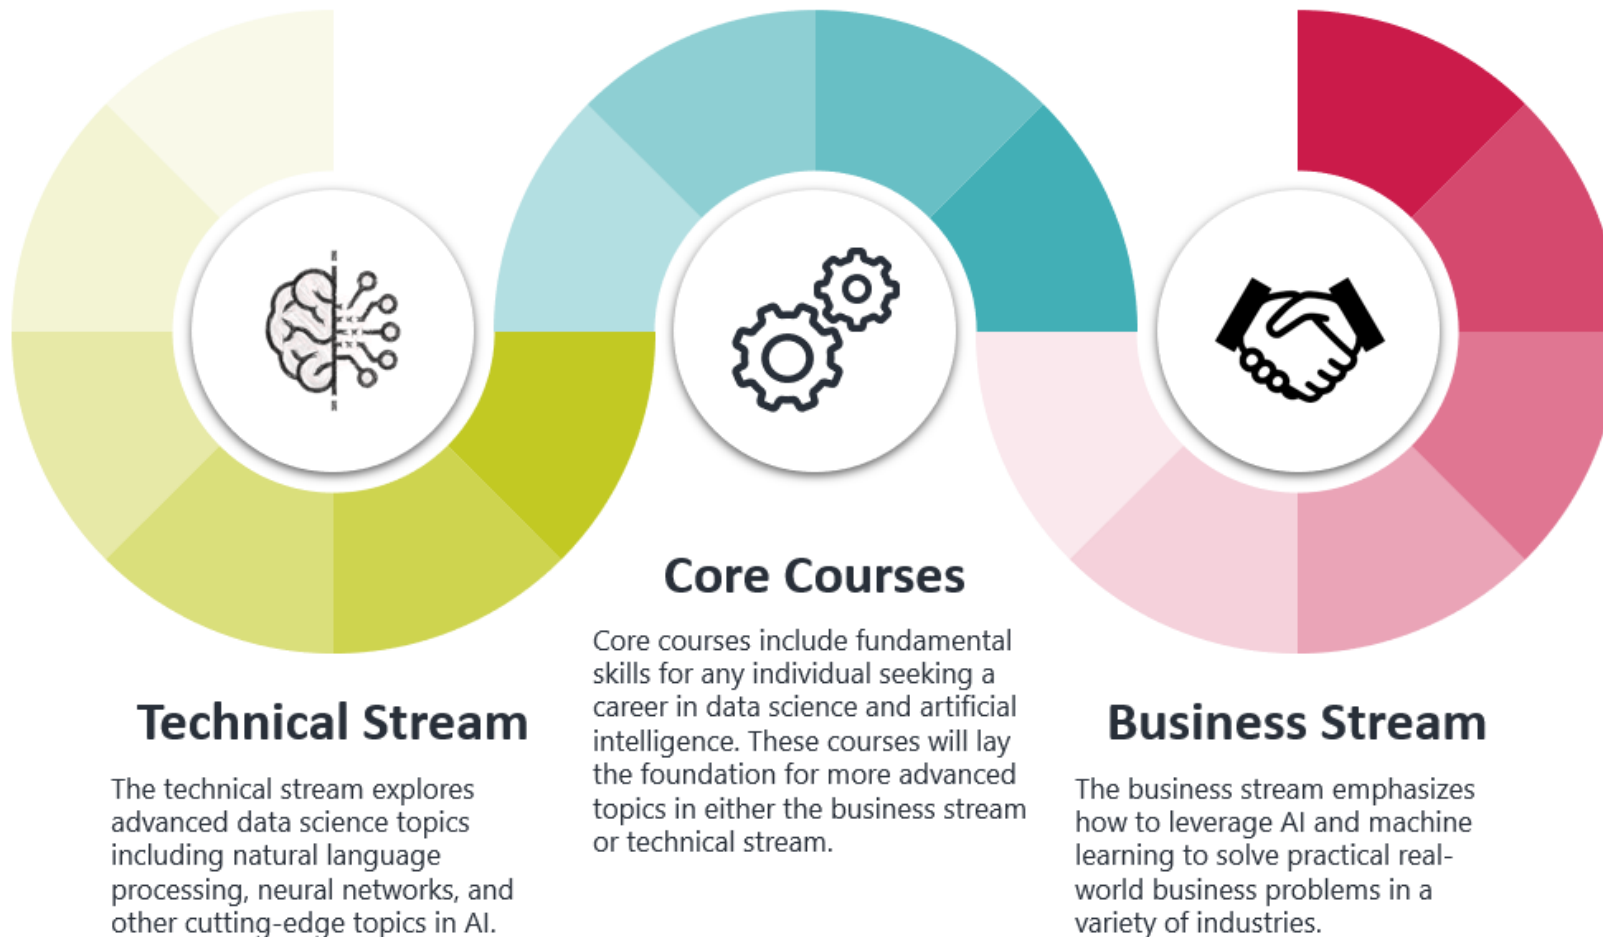 Technical Stream
The technical stream explores
advanced data science topics
including natural language
processing, neural networks, and
other cutting-edge topics in AI.
Core Courses
Core courses include fundamental
skills for any individual seeking a
career in data science and artificial
intelligence. These courses will lay
the foundation for more advanced
topics in either the business stream
or technical stream.
Business Stream
The business stream emphasizes
how to leverage AI and machine
learning to solve practical real-
world business problems in a
variety of industries.